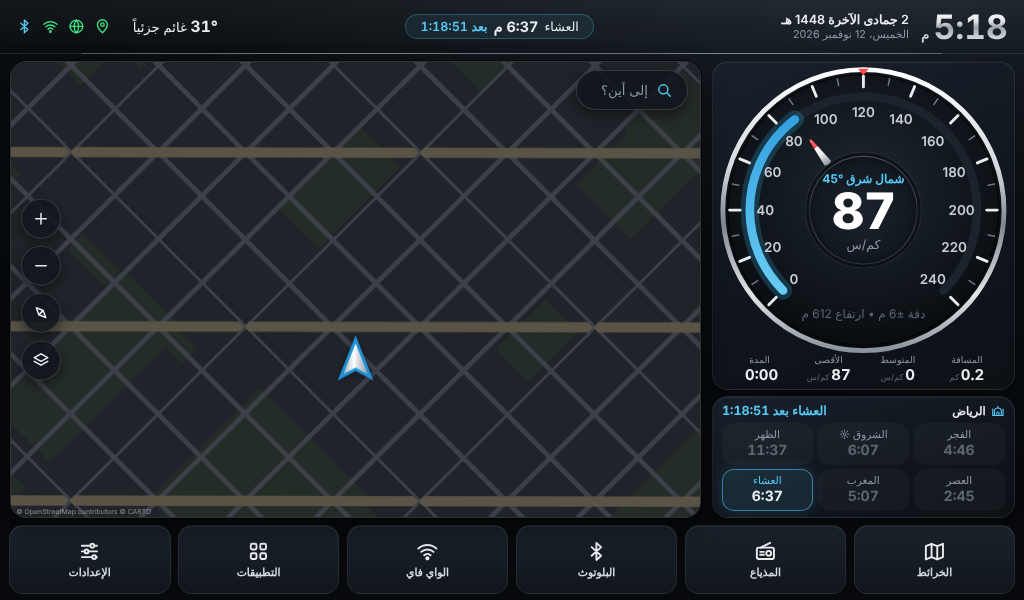 5:18 م
2 جمادى الآخرة 1448 هـ
الخميس، 12 نوفمبر 2026
العشاء 6:37 م بعد 1:18:51
31° غائم جزئياً
إلى أين؟
© OpenStreetMap contributors © CARTO
0
20
40
60
80
100
120
140
160
180
200
220
240
شمال شرق 45°
87
كم/س
دقة ±6 م • ارتفاع 612 م
المسافة
0.2 كم
المتوسط
0 كم/س
الأقصى
87 كم/س
المدة
0:00
الرياض
العشاء بعد 1:18:51
الفجر
4:46
الشروق
6:07
الظهر
11:37
العصر
2:45
المغرب
5:07
العشاء
6:37
الخرائط
المذياع
البلوتوث
الواي فاي
التطبيقات
الإعدادات